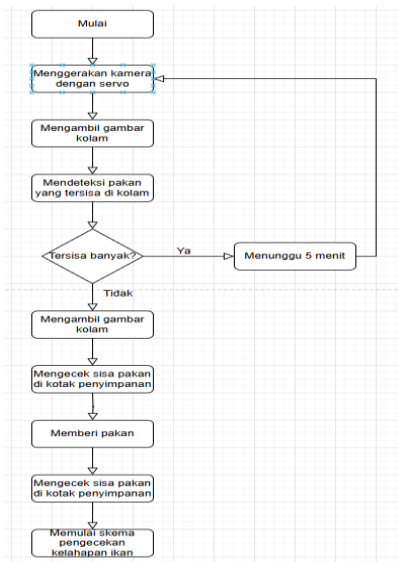 Mulai
Menggerakan kamera
dengan servo
Mengambil gambar
kolam
Mendeteksi pakan
yang tersisa di kolam
Tersisa banyak?
Ya
Menunggu 5 menit
Tidak
Mengambil gambar
kolam
Mengecek sisa pakan
di kotak penyimpanan
Memberi pakan
Mengecek sisa pakan
di kotak penyimpanan
Memulai skema
pengecekan
kelahapan ikan